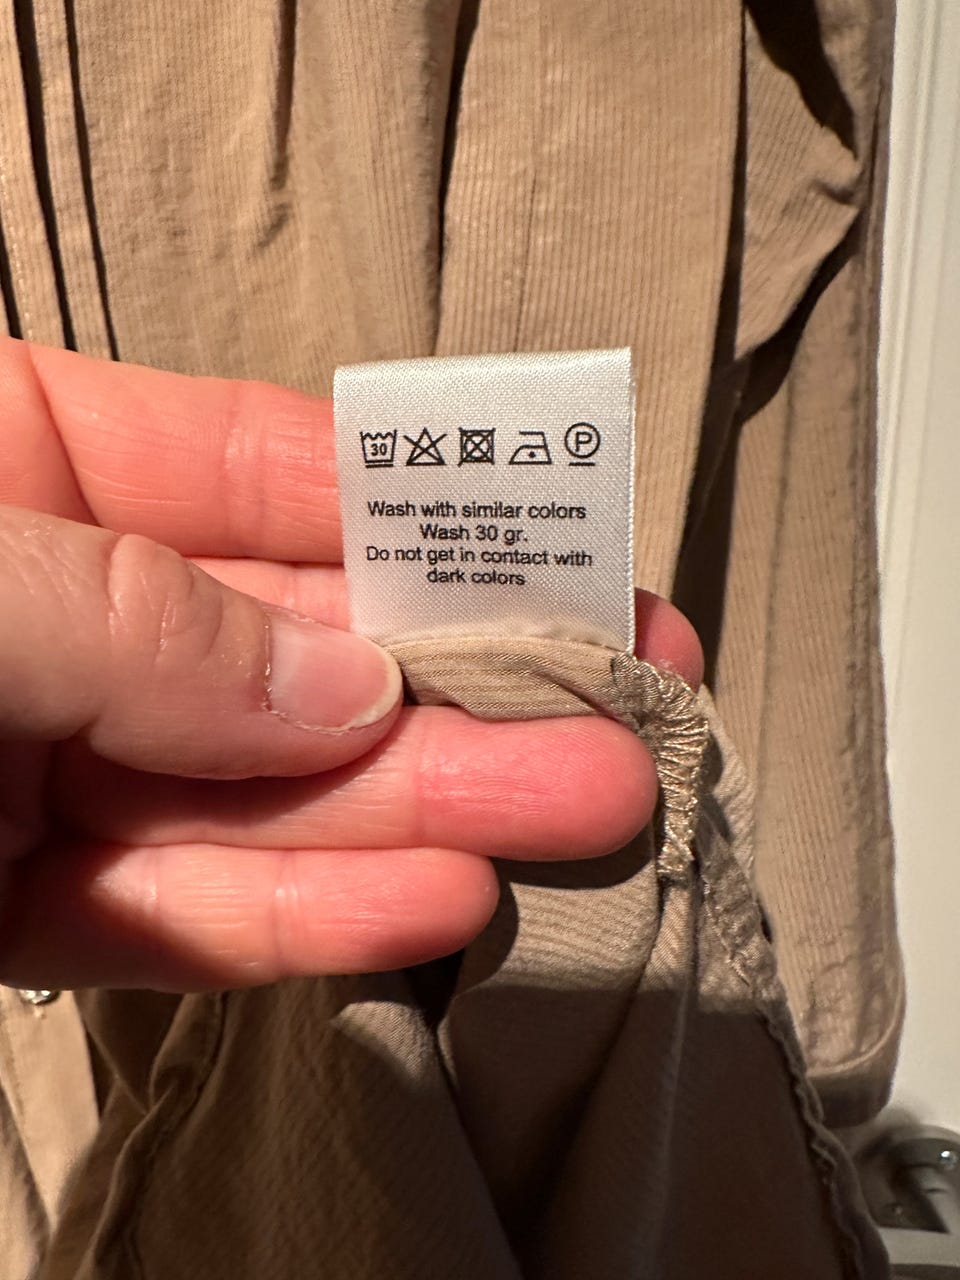 30 P
Wash with similar colors
Wash 30 gr.
Do not get in contact with
dark colors